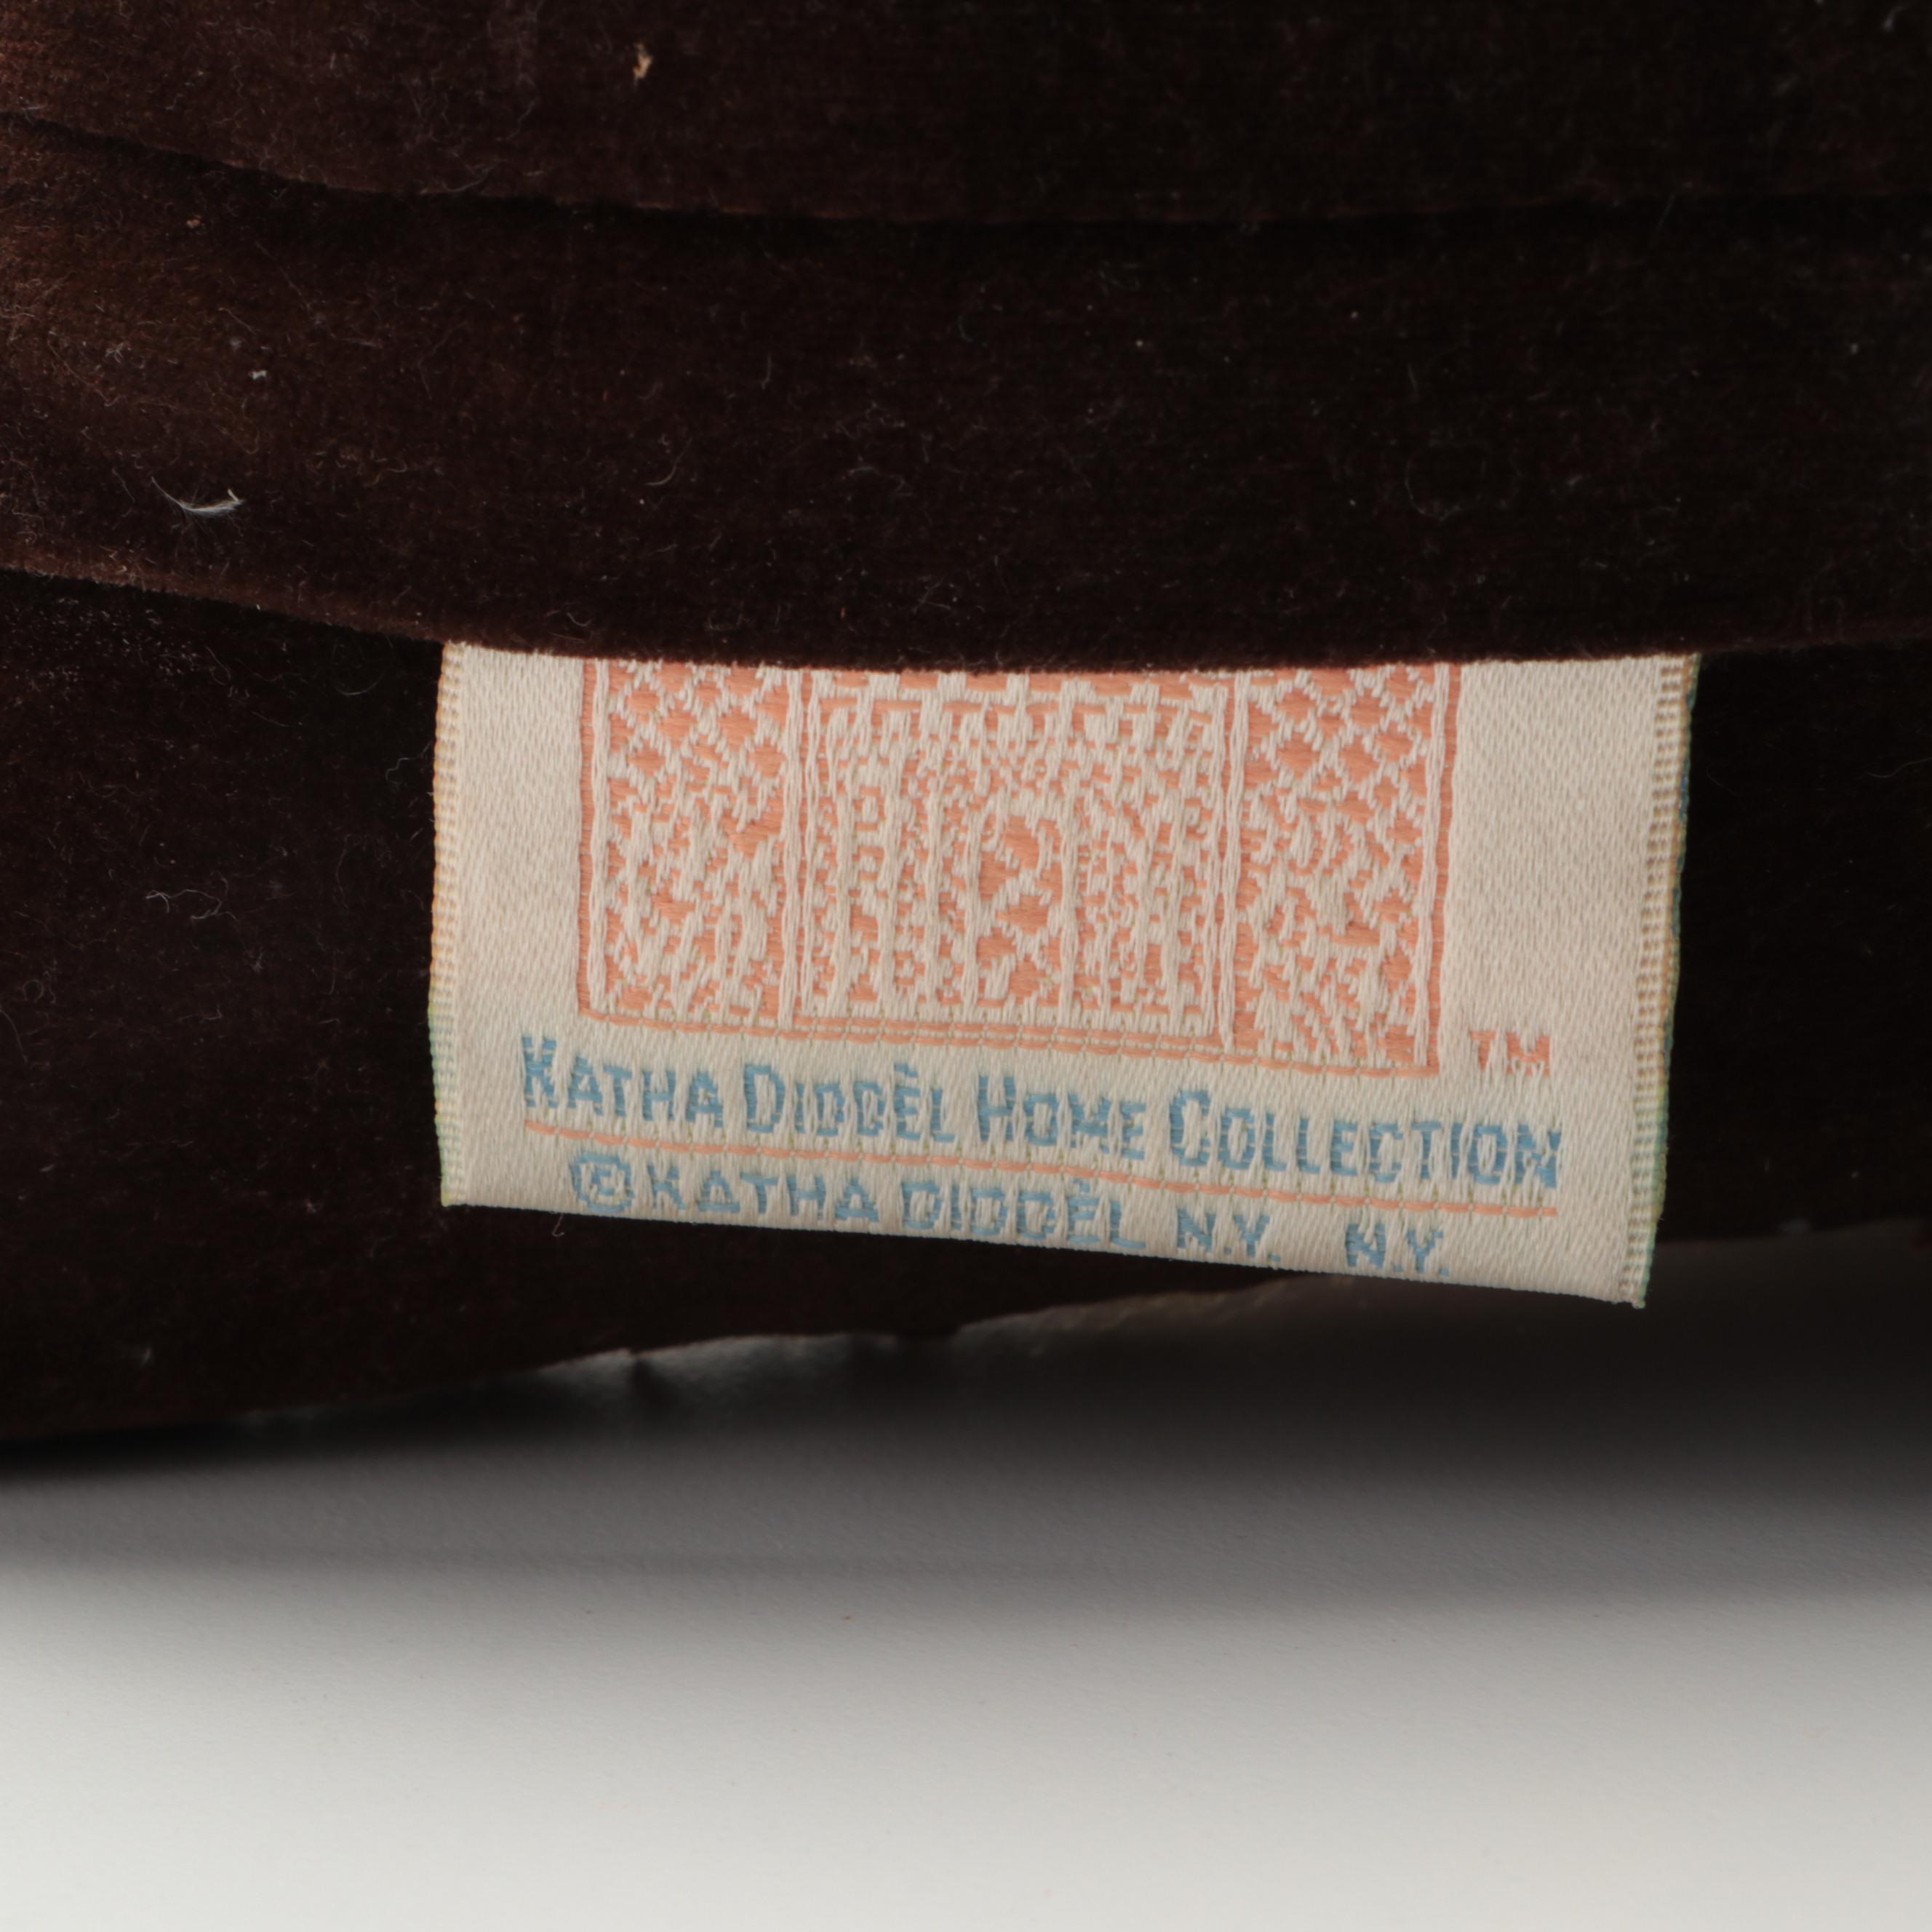 TM
KATHA DIDDÈL HOME COLLECTION
© KATHA DIDDÈL N.Y. N.Y.